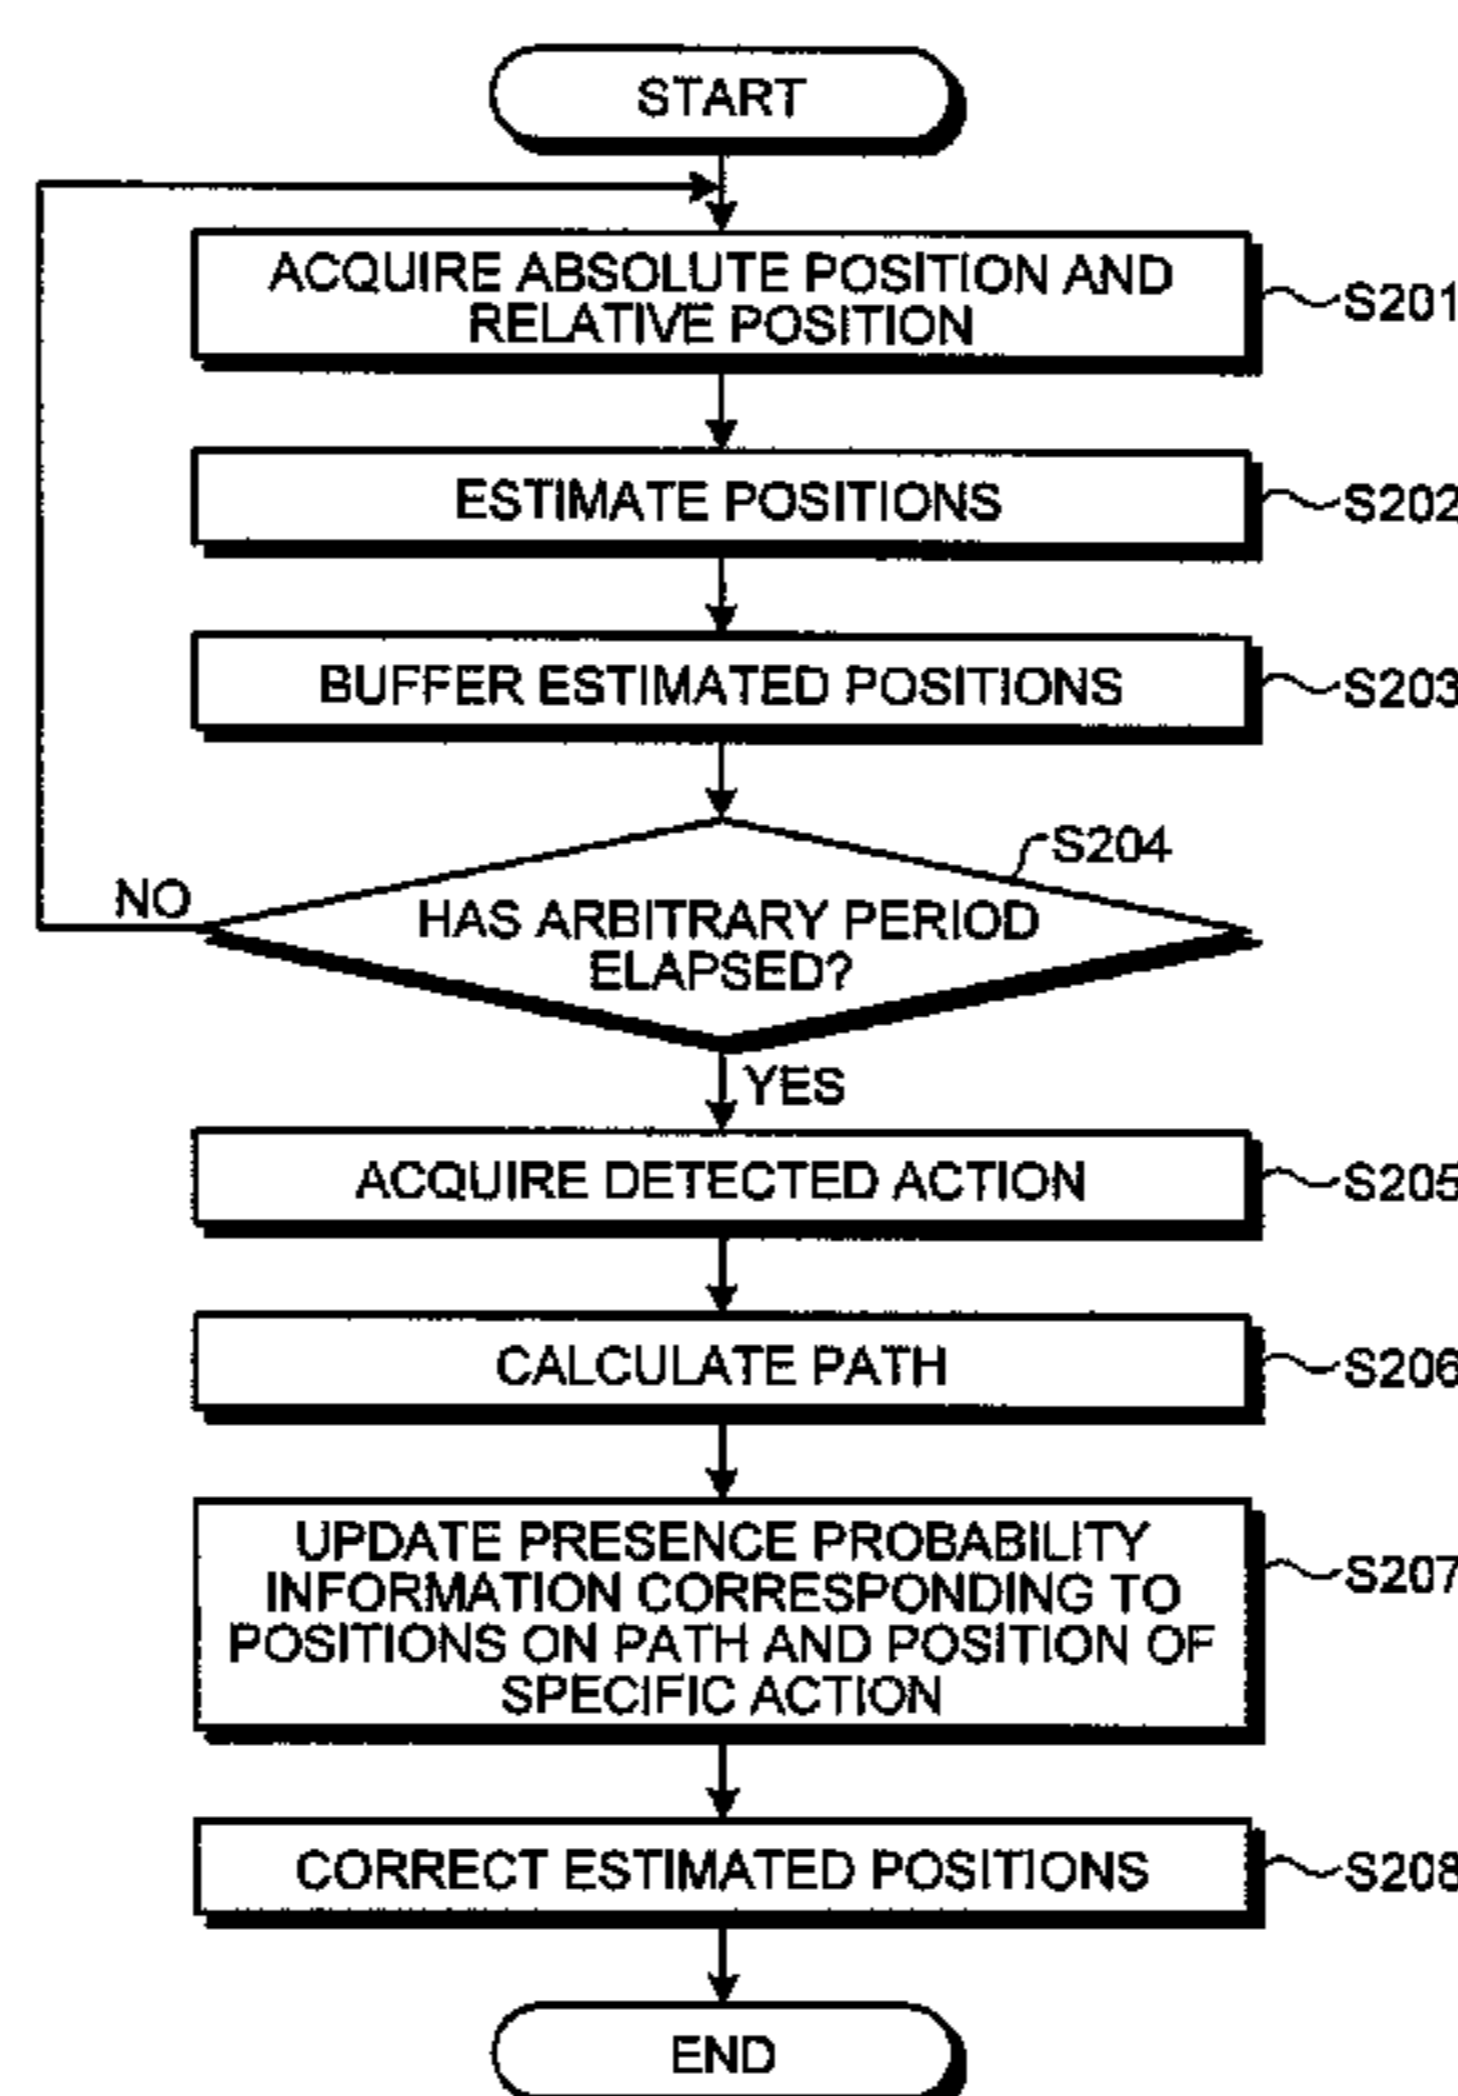 START
ACQUIRE ABSOLUTE POSITION AND
RELATIVE POSITION
S201
ESTIMATE POSITIONS
S202
BUFFER ESTIMATED POSITIONS
S203
S204
NO
HAS ARBITRARY PERIOD
ELAPSED?
YES
ACQUIRE DETECTED ACTION
S205
CALCULATE PATH
S206
UPDATE PRESENCE PROBABILITY
INFORMATION CORRESPONDING TO
POSITIONS ON PATH AND POSITION OF
SPECIFIC ACTION
S207
CORRECT ESTIMATED POSITIONS
S208
END